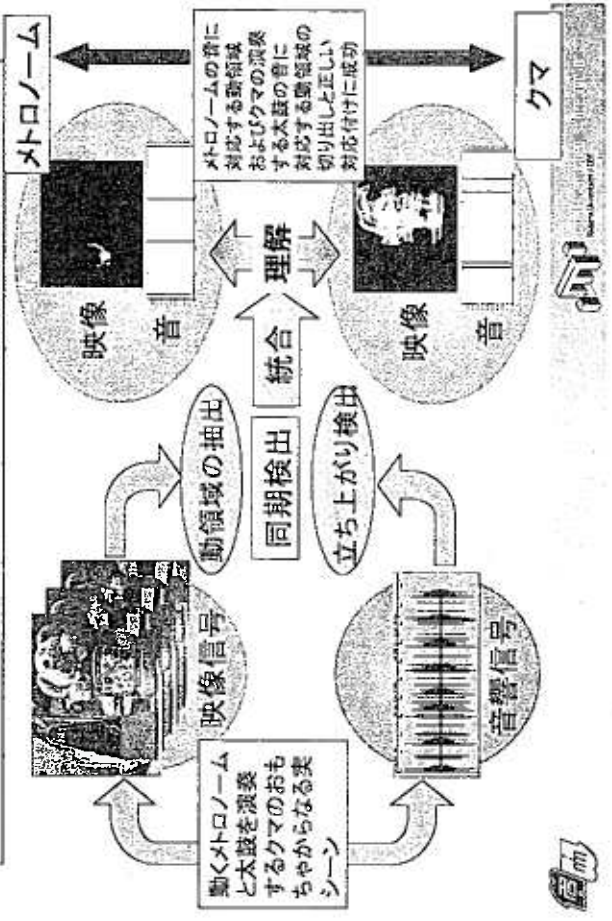 動くメトロノーム
と太鼓を演奏
するクマのおも
ちゃからなる実
シーン
映像信号
音響信号
動領域の抽出
同期検出
立ち上がり検出
統合
理解
映像
音
映像
音
メトロノーム
メトロノームの音に
対応する動領域
およびクマの演奏
する太鼓の音に
対応する動領域の
切り出しと正しい
対応付けに成功
クマ